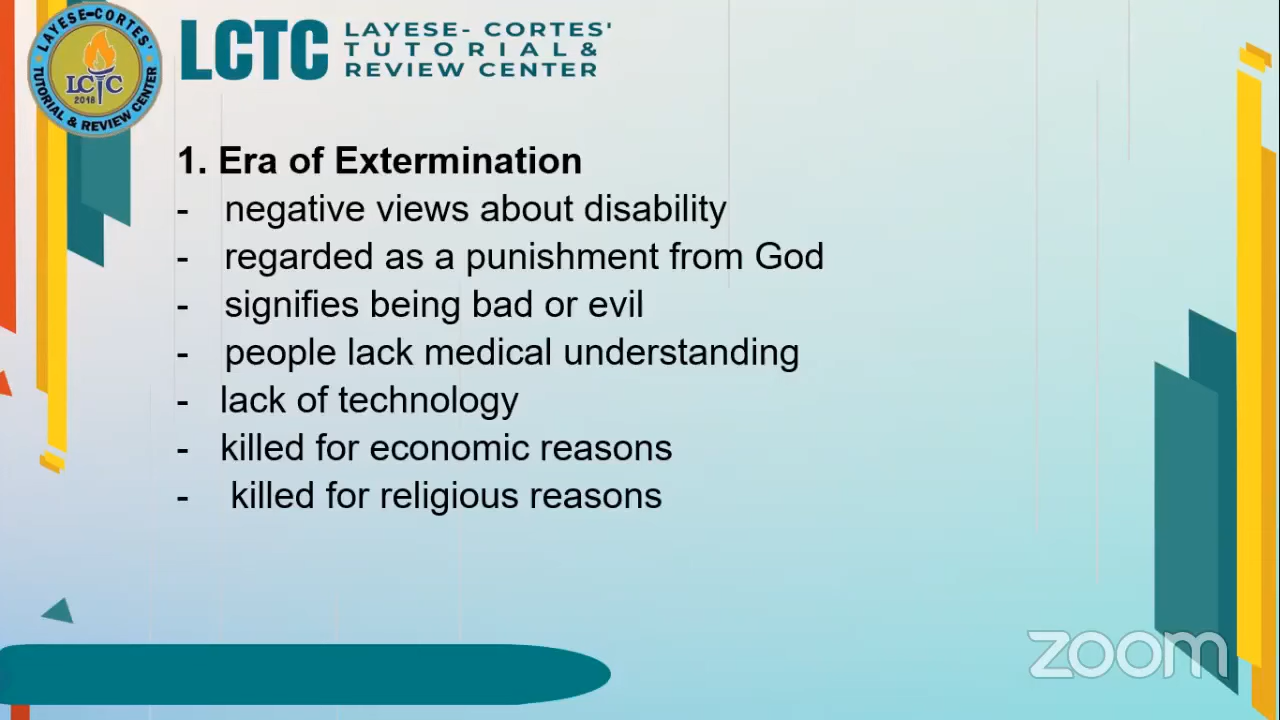 LAYESE-CORTES'
LCTC
2018
TUTORIAL & REVIEW CENTER
LCTC
LAYESE- CORTES'
TUTORIAL &
REVIEW CENTER
1. Era of Extermination
- negative views about disability
- regarded as a punishment from God
- signifies being bad or evil
- people lack medical understanding
- lack of technology
- killed for economic reasons
- killed for religious reasons
zoom